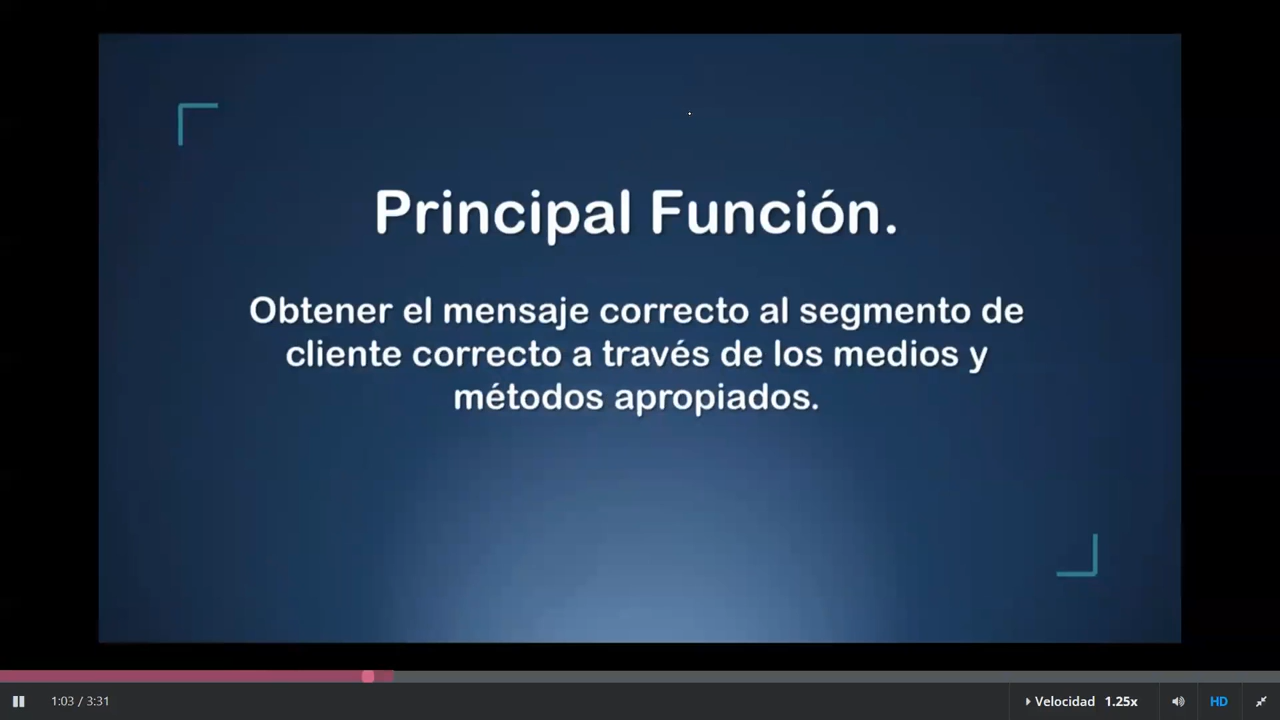 Principal Función.
Obtener el mensaje correcto al segmento de
cliente correcto a través de los medios y
métodos apropiados.
1:03 / 3:31
Velocidad 1.25x
HD